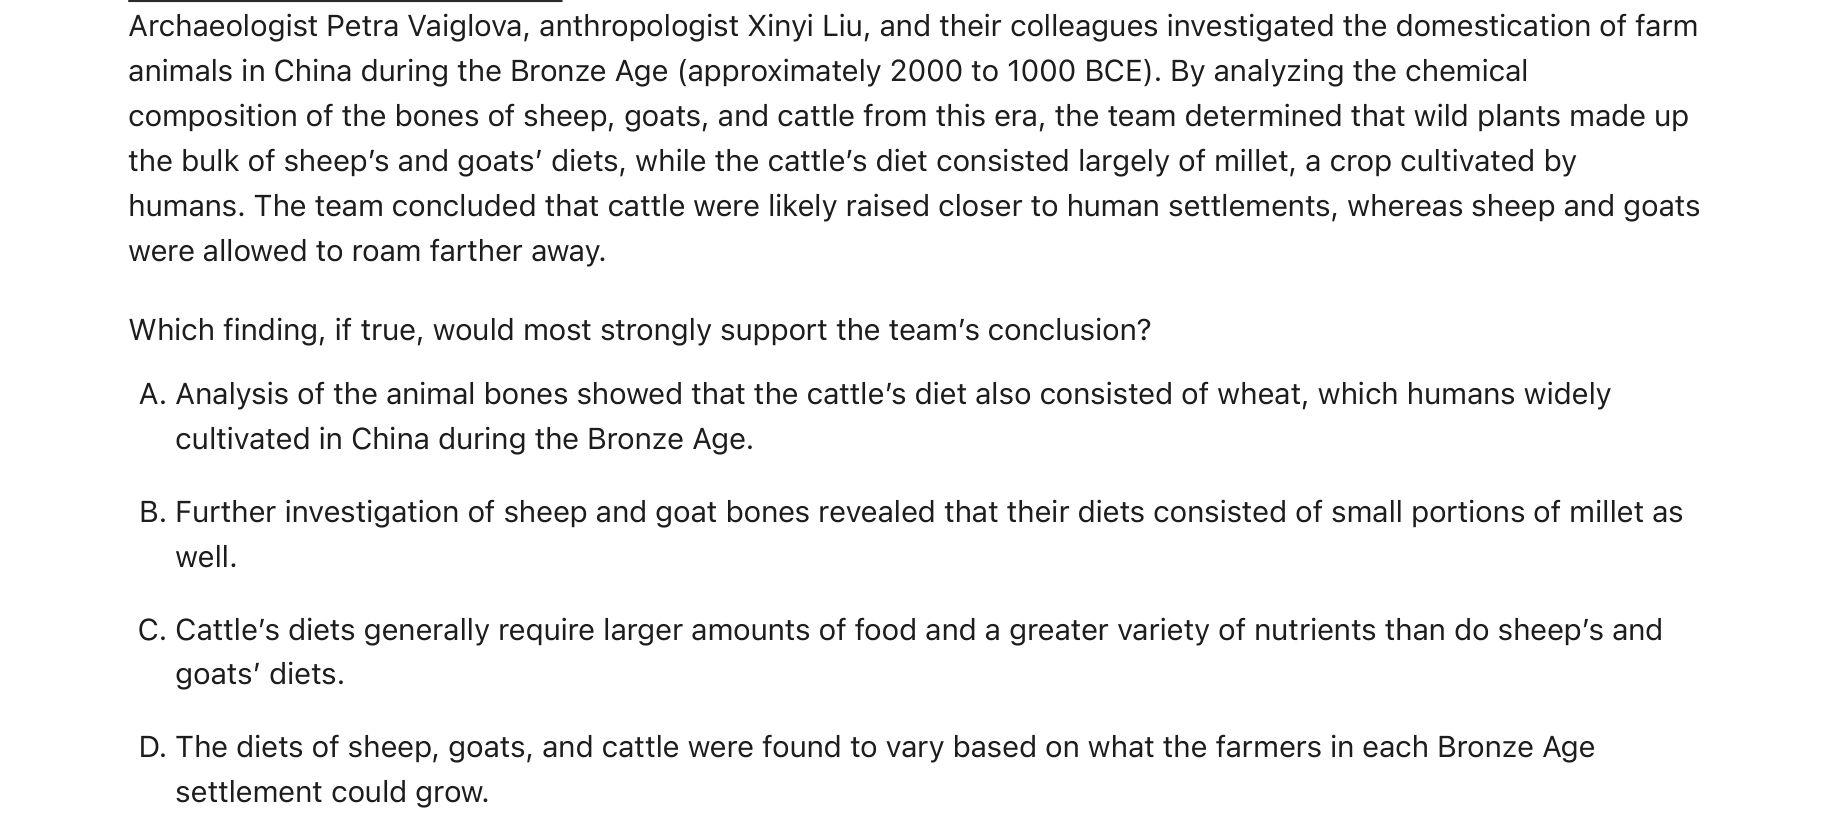 Archaeologist Petra Vaiglova, anthropologist Xinyi Liu, and their colleagues investigated the domestication of farm
animals in China during the Bronze Age (approximately 2000 to 1000 BCE). By analyzing the chemical
composition of the bones of sheep, goats, and cattle from this era, the team determined that wild plants made up
the bulk of sheep’s and goats’ diets, while the cattle’s diet consisted largely of millet, a crop cultivated by
humans. The team concluded that cattle were likely raised closer to human settlements, whereas sheep and goats
were allowed to roam farther away.
Which finding, if true, would most strongly support the team’s conclusion?
A. Analysis of the animal bones showed that the cattle’s diet also consisted of wheat, which humans widely
cultivated in China during the Bronze Age.
B. Further investigation of sheep and goat bones revealed that their diets consisted of small portions of millet as
well.
C. Cattle’s diets generally require larger amounts of food and a greater variety of nutrients than do sheep’s and
goats’ diets.
D. The diets of sheep, goats, and cattle were found to vary based on what the farmers in each Bronze Age
settlement could grow.